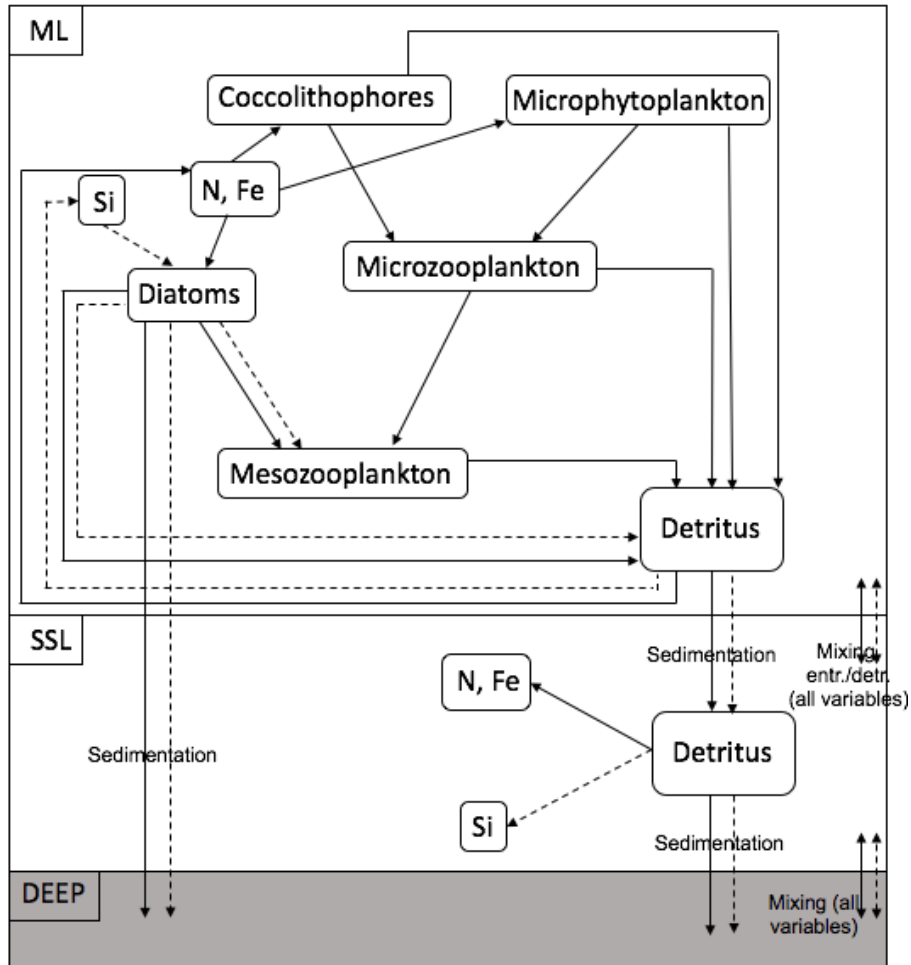 ML
Coccolithophores
Microphytoplankton
N, Fe
Si
Microzooplankton
Diatoms
Mesozooplankton
Detritus
SSL
Sedimentation
Mixing
entr./detr.
(all variables)
N, Fe
Detritus
Sedimentation
Si
Sedimentation
DEEP
Mixing (all
variables)